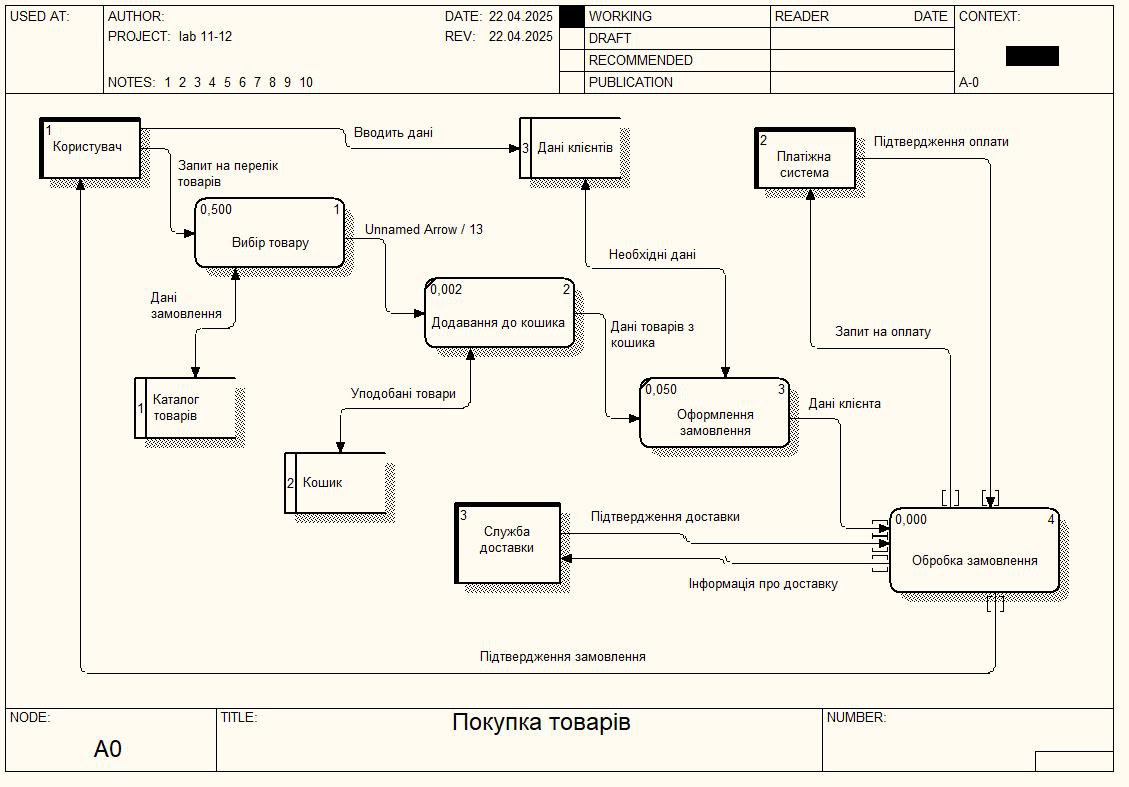 USED AT:
AUTHOR:
DATE: 22.04.2025
PROJECT: lab 11-12
REV: 22.04.2025
NOTES: 1 2 3 4 5 6 7 8 9 10
WORKING
DRAFT
RECOMMENDED
PUBLICATION
READER
DATE
CONTEXT:
A-0
1
Користувач
Вводить дані
3
Дані клієнтів
2
Платіжна
система
Підтвердження оплати
Запит на перелік
товарів
0,500
1
Вибір товару
Unnamed Arrow / 13
Необхідні дані
Дані
замовлення
0,002
2
Додавання до кошика
Дані товарів з
кошика
Запит на оплату
1
Каталог
товарів
Уподобані товари
0,050
3
Оформлення
замовлення
Дані клієнта
2
Кошик
3
Служба
доставки
Підтвердження доставки
Інформація про доставку
0,000
4
Обробка замовлення
Підтвердження замовлення
NODE:
A0
TITLE:
Покупка товарів
NUMBER: